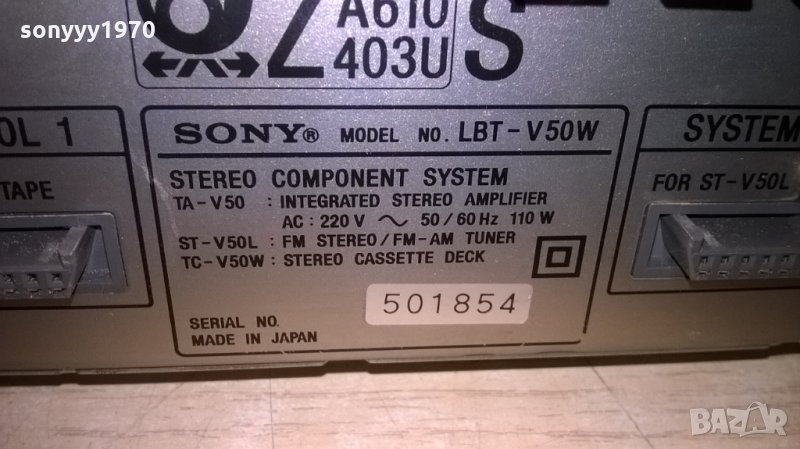 sonyyy1970
A610
403U
S
OL 1
TAPE
SONY® MODEL NO. LBT-V50W
STEREO COMPONENT SYSTEM
TA-V50 : INTEGRATED STEREO AMPLIFIER
AC : 220 V ~ 50/60 Hz 110 W
ST-V50L : FM STEREO/FM-AM TUNER
TC-V50W : STEREO CASSETTE DECK
SERIAL NO. 501854
MADE IN JAPAN
SYSTEM
FOR ST-V50L
BAZAR